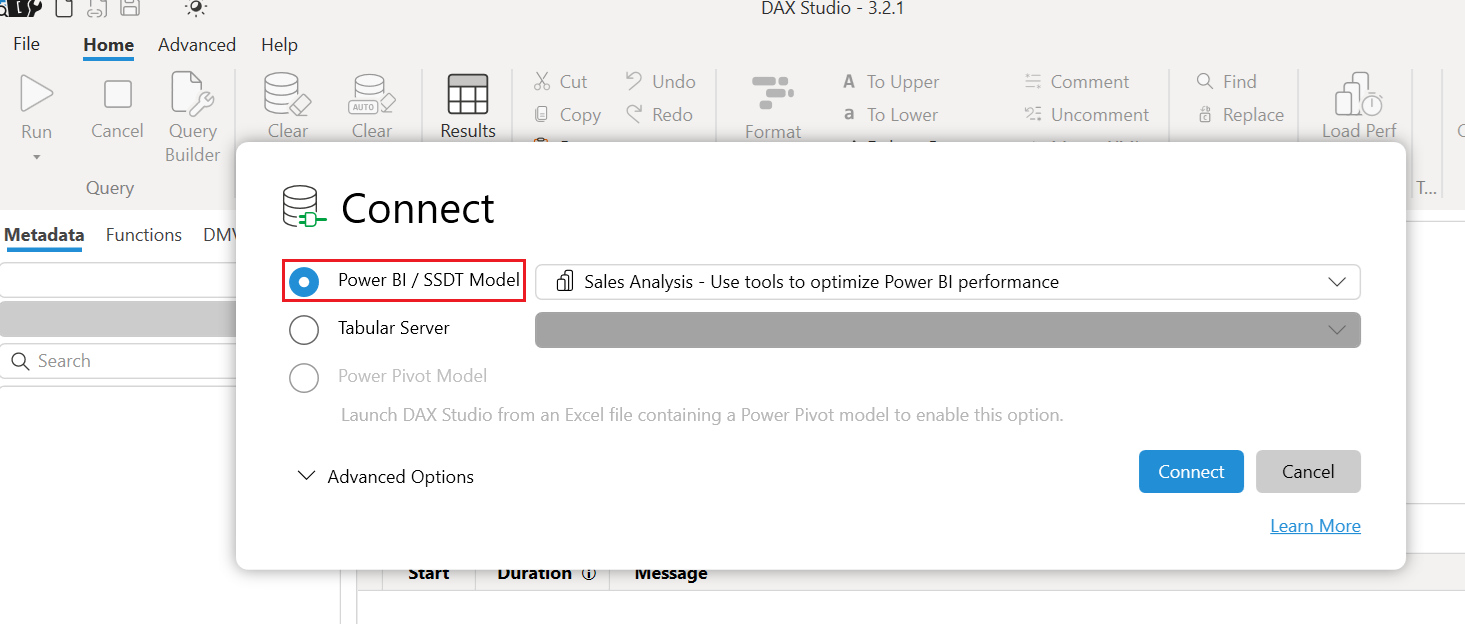 DAX Studio - 3.2.1
File Home Advanced Help
Run Cancel Query Builder Clear AUTO Clear Results Cut Copy Undo Redo Format A To Upper a To Lower Comment Uncomment Find Replace Load Perf
Query T...
Metadata Functions DMV
Search
Connect
Power BI / SSDT Model Sales Analysis - Use tools to optimize Power BI performance
Tabular Server
Power Pivot Model
Launch DAX Studio from an Excel file containing a Power Pivot model to enable this option.
Advanced Options Connect Cancel
Learn More
Start Duration Message